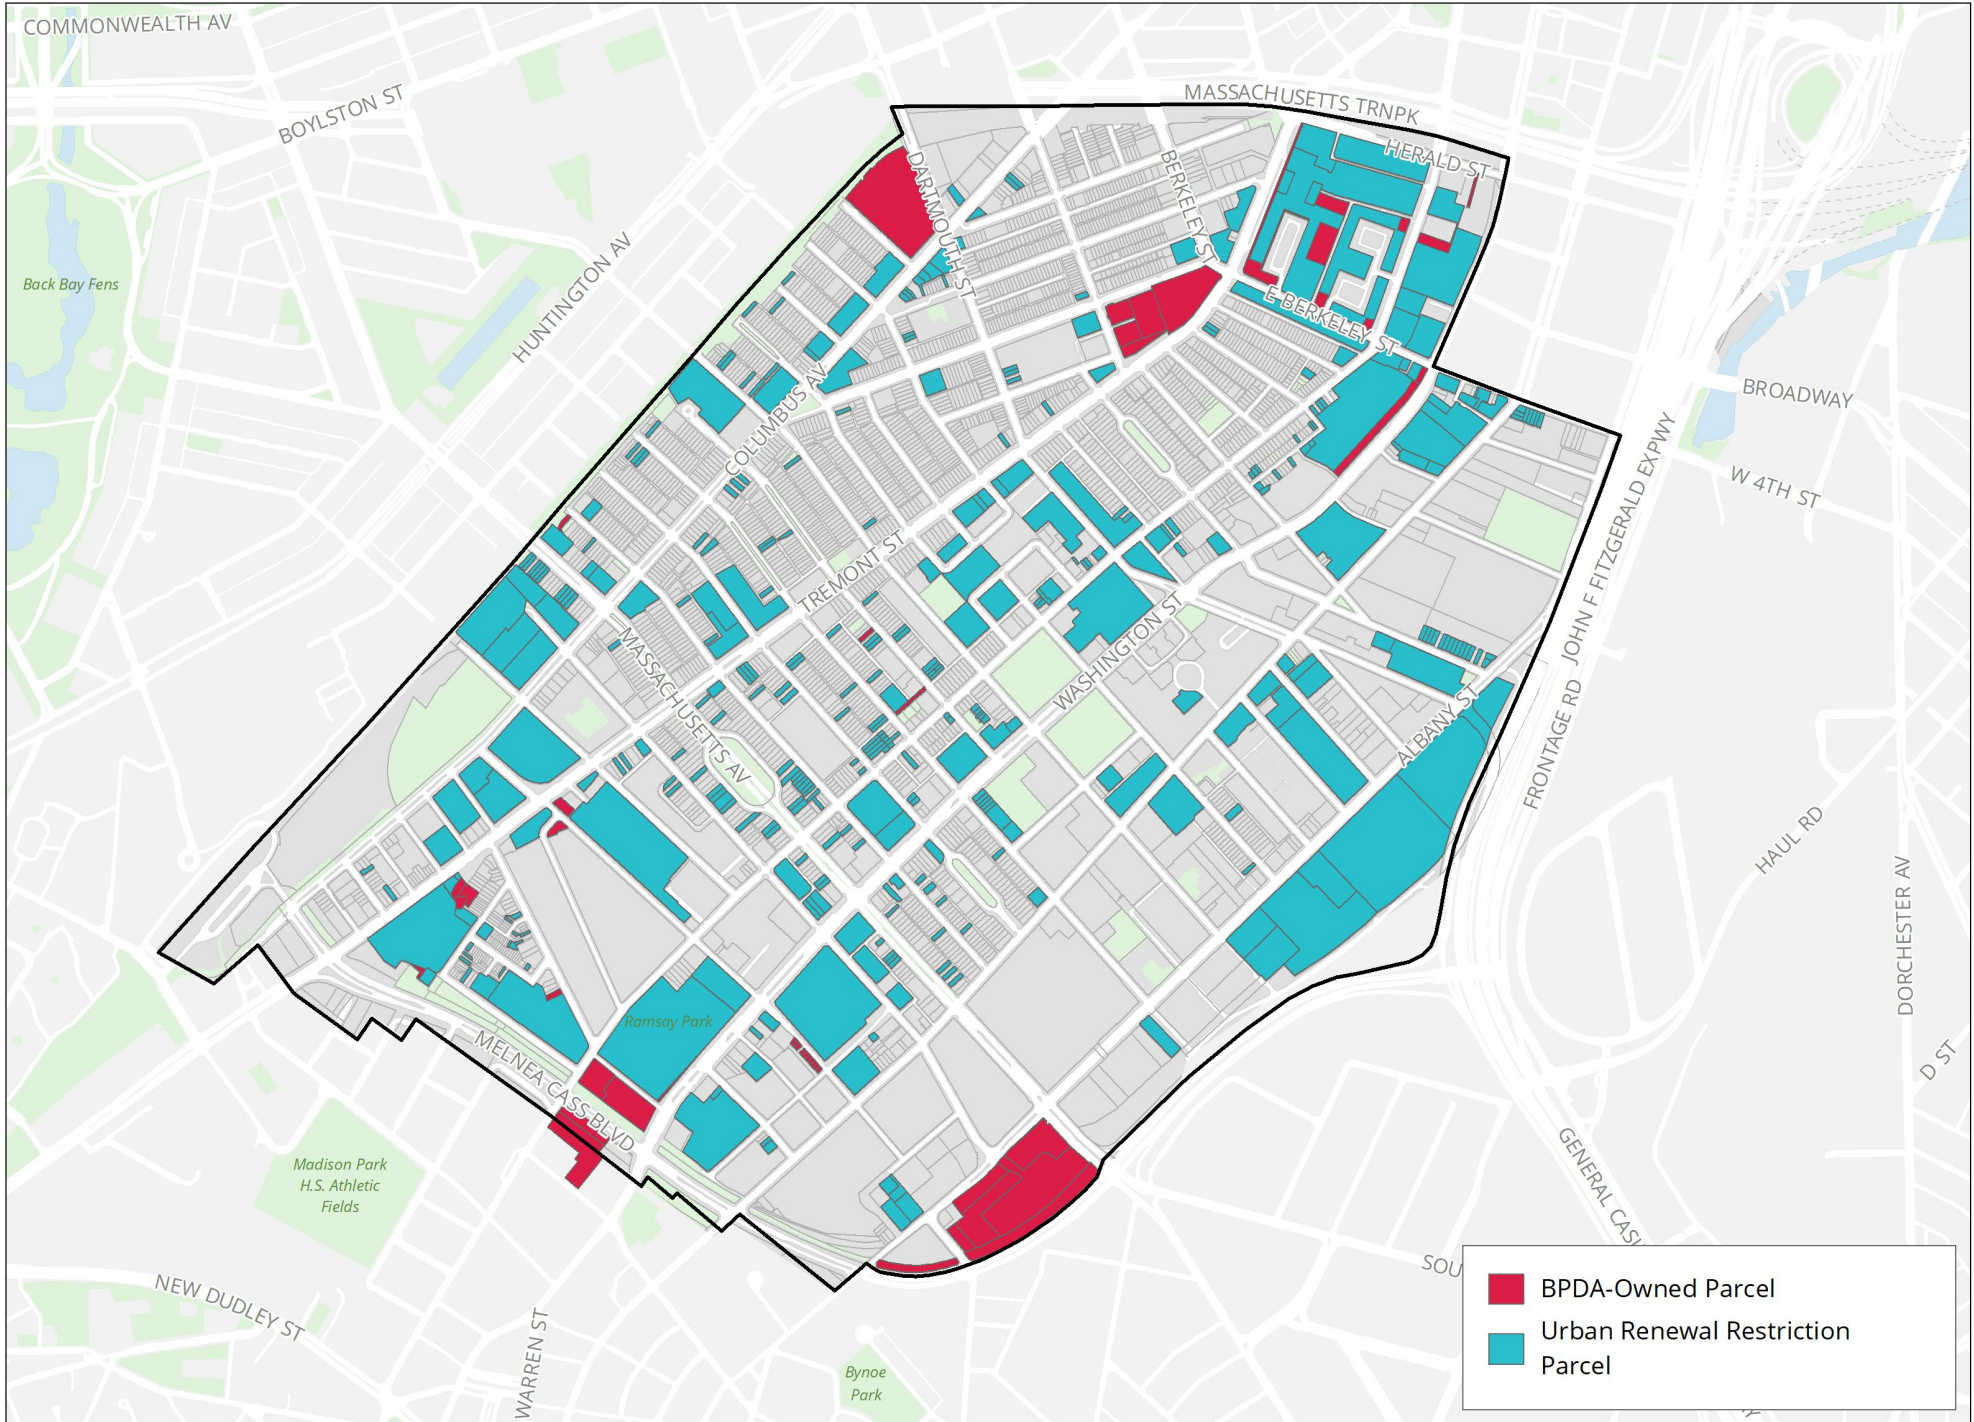 COMMONWEALTH AV
BOYLSTON ST
MASSACHUSETTS TRNPK
HERALD ST
DARTMOUTH ST
BERKELEY ST
Back Bay Fens
HUNTINGTON AV
E BERKELEY ST
BROADWAY
COLUMBUS AV
W 4TH ST
JOHN F FITZGERALD EXPWY
TREMONT ST
MASSACHUSETTS AV
WASHINGTON ST
ALBANY ST
FRONTAGE RD
HAUL RD
DORCHESTER AV
Ramsay Park
MELNEA CASS BLVD
D ST
Madison Park
H.S. Athletic
Fields
GENERAL CASI
SOU
NEW DUDLEY ST
WARREN ST
Bynoe
Park
BPDA-Owned Parcel
Urban Renewal Restriction
Parcel